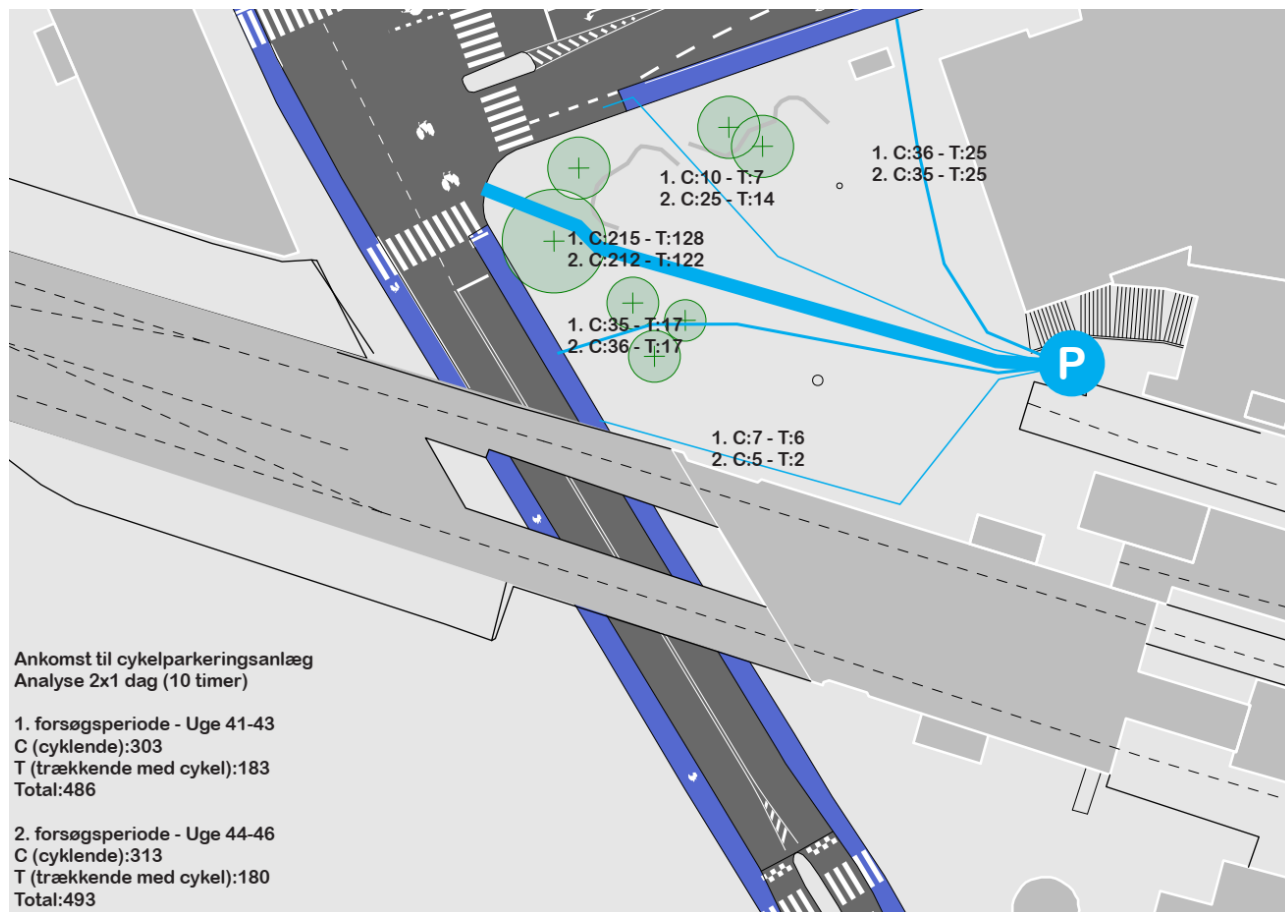 1. C:36 - T:25
2. C:35 - T:25
1. C:10 - T:7
2. C:25 - T:14
1. C:215 - T:128
2. C:212 - T:122
1. C:35 - T:17
2. C:36 - T:17
P
1. C:7 - T:6
2. C:5 - T:2
Ankomst til cykelparkeringsanlæg
Analyse 2x1 dag (10 timer)
1. forsøgsperiode - Uge 41-43
C (cyklende):303
T (trækkende med cykel):183
Total:486
2. forsøgsperiode - Uge 44-46
C (cyklende):313
T (trækkende med cykel):180
Total:493